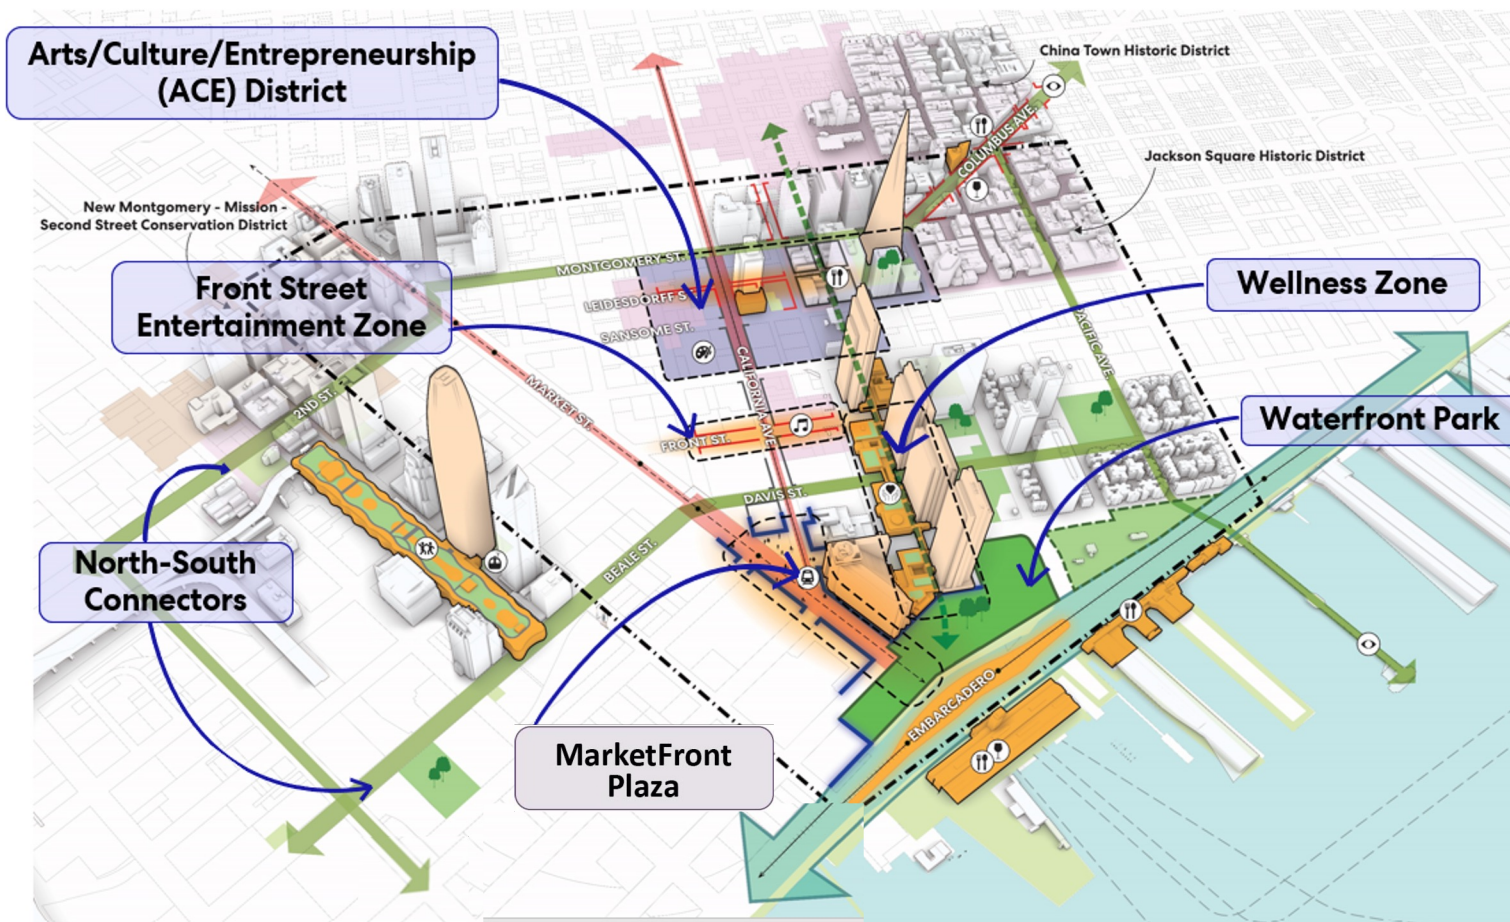 Arts/Culture/Entrepreneurship
(ACE) District
China Town Historic District
COLUMBUS AVE.
Jackson Square Historic District
New Montgomery - Mission -
Second Street Conservation District
MONTGOMERY ST.
Front Street
Entertainment Zone
Wellness Zone
LEIDESDORFF S
SANSOME ST.
PACIFIC AVE.
CALIFORNIA AVE.
MARKET ST.
2ND ST.
Waterfront Park
FRONT ST.
DAVIS ST.
North-South
Connectors
BEALE ST.
EMBARCADERO
MarketFront
Plaza